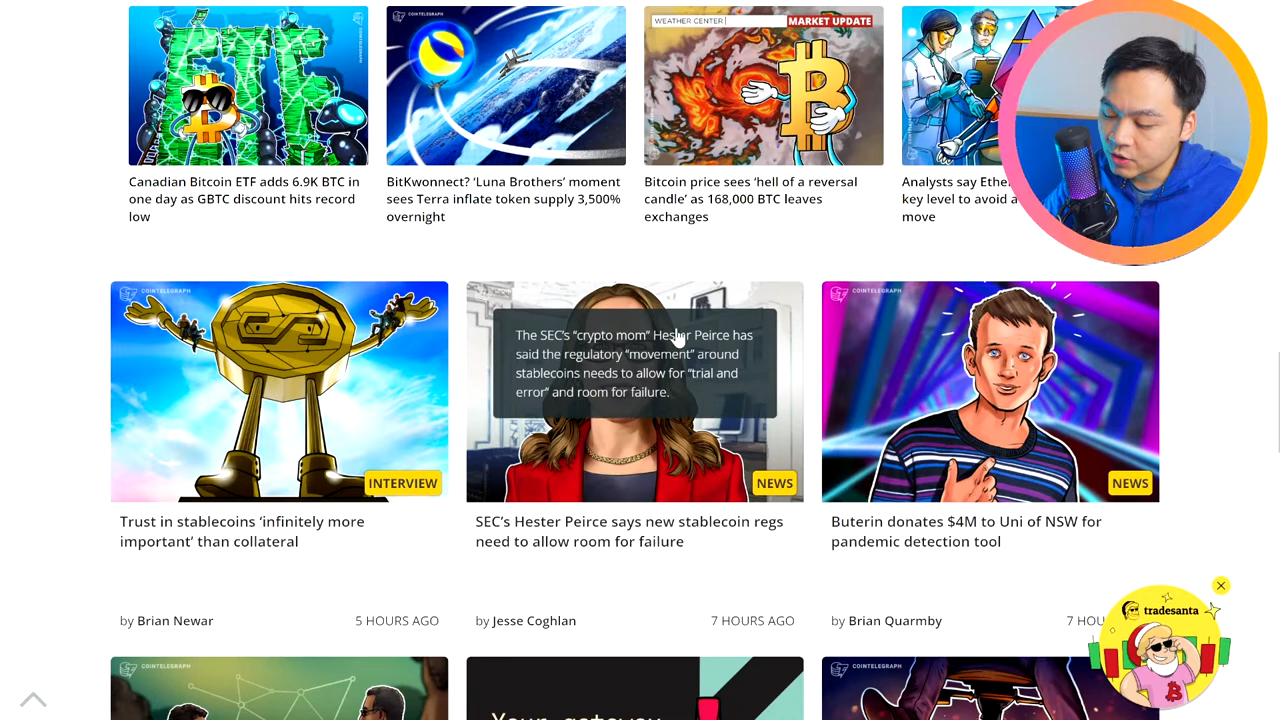 COINTELEGRAPH
COINTELEGRAPH
WEATHER CENTER
MARKET UPDATE
Canadian Bitcoin ETF adds 6.9K BTC in
one day as GBTC discount hits record
low
BitKwonnect? ‘Luna Brothers’ moment
sees Terra inflate token supply 3,500%
overnight
Bitcoin price sees ‘hell of a reversal
candle’ as 168,000 BTC leaves
exchanges
Analysts say
key level to avoid a
move
COINTELEGRAPH
INTERVIEW
The SEC’s “crypto mom” Hester Peirce has
said the regulatory “movement” around
stablecoins needs to allow for “trial and
error” and room for failure.
NEWS
COINTELEGRAPH
NEWS
Trust in stablecoins ‘infinitely more
important’ than collateral
SEC’s Hester Peirce says new stablecoin regs
need to allow room for failure
Buterin donates $4M to Uni of NSW for
pandemic detection tool
by Brian Newar
5 HOURS AGO
by Jesse Coghlan
7 HOURS AGO
by Brian Quarmby
7 HOU
tradesanta
COINTELEGRAPH
COINTELEGRAPH